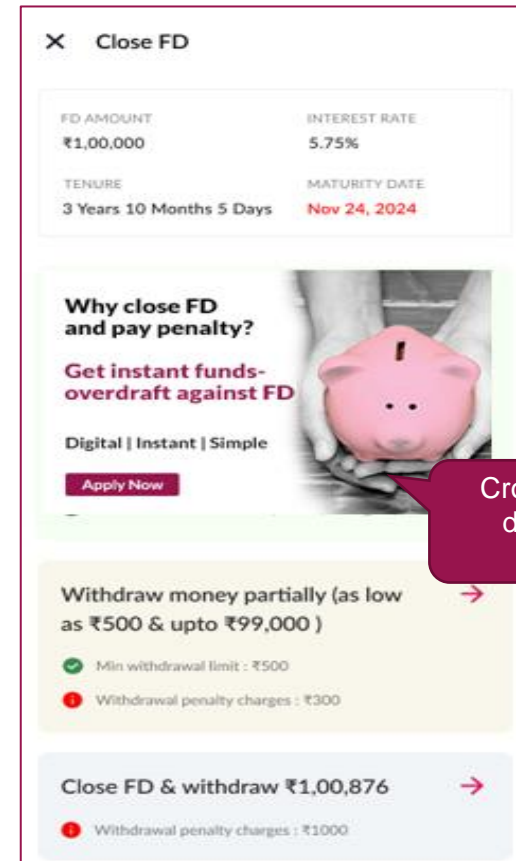 × Close FD
FD AMOUNT INTEREST RATE
₹1,00,000 5.75%
TENURE MATURITY DATE
3 Years 10 Months 5 Days Nov 24, 2024
Why close FD
and pay penalty?
Get instant funds-
overdraft against FD
Digital | Instant | Simple
Apply Now
Withdraw money partially (as low
as ₹500 & upto ₹99,000 )
Min withdrawal limit : ₹500
Withdrawal penalty charges : ₹300
Close FD & withdraw ₹1,00,876
Withdrawal penalty charges : ₹1000